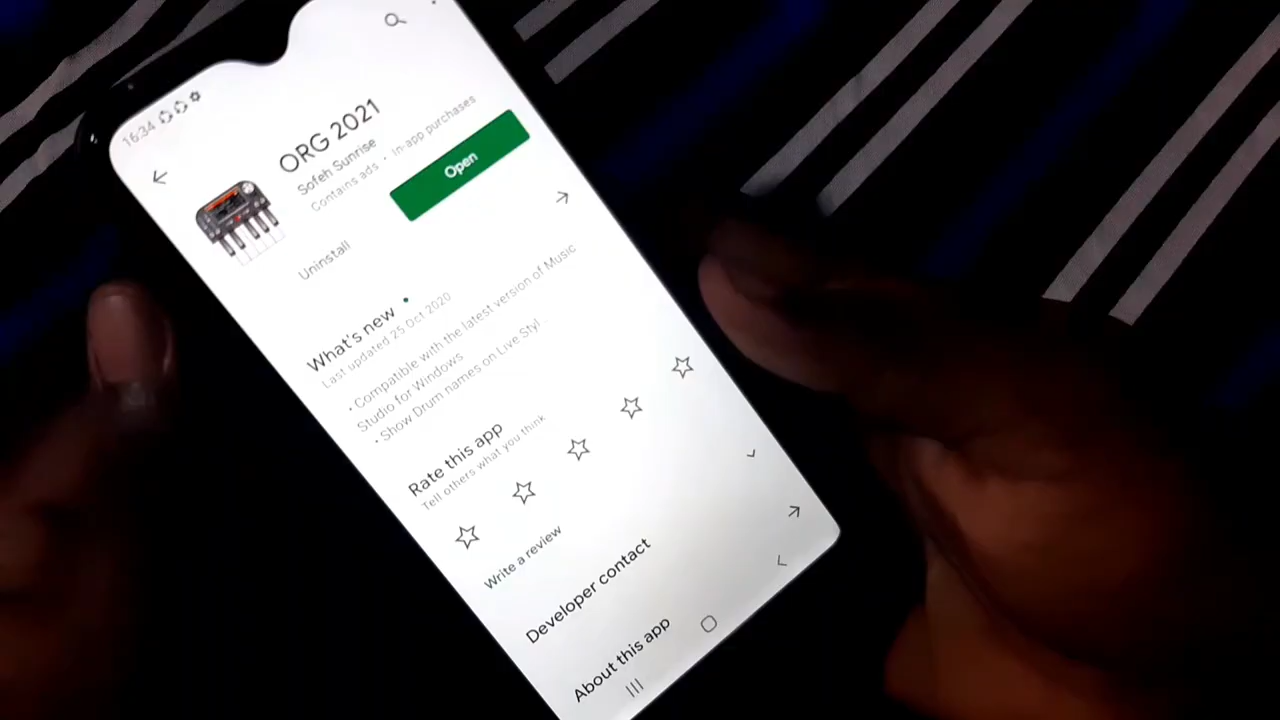 16:34
ORG 2021
Sofeh Sunrise
Contains ads • In-app purchases
Uninstall
Open
What's new •
Last updated 25 Oct 2020
• Compatible with the latest version of Music
Studio for Windows
• Show Drum names on Live Styl
Rate this app
Tell others what you think
Write a review
Developer contact
About this app